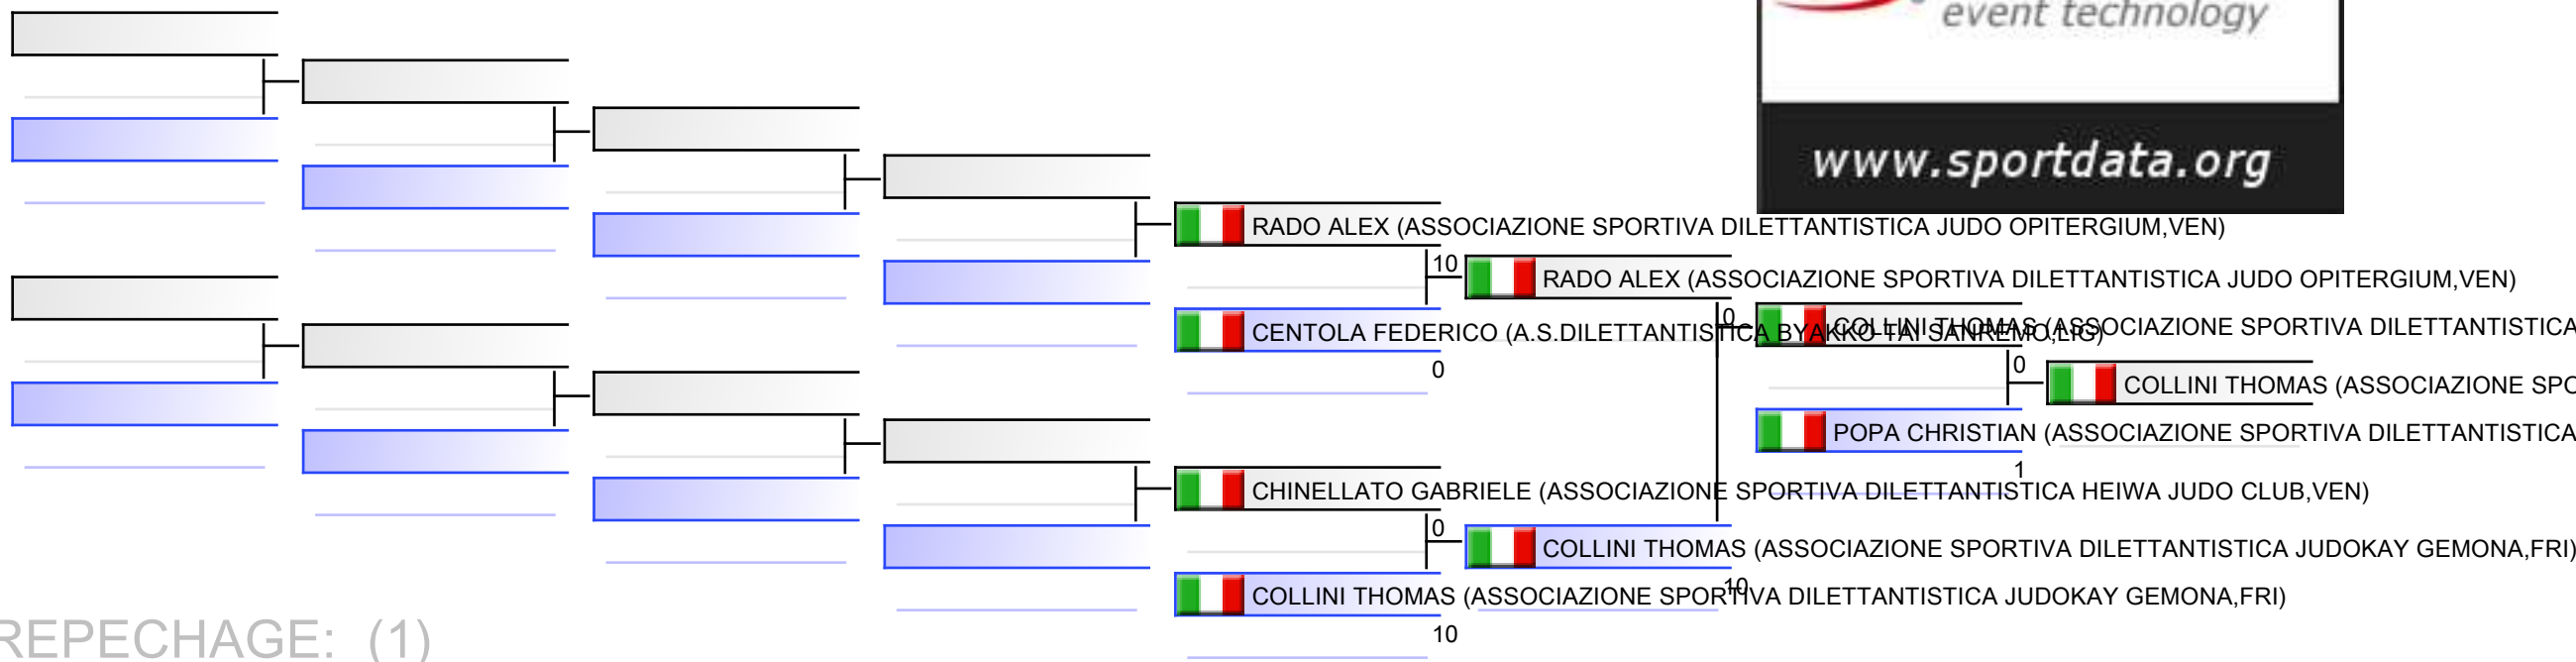 event technology
www.sportdata.org
RADO ALEX (ASSOCIAZIONE SPORTIVA DILETTANTISTICA JUDO OPITERGIUM,VEN)
10
RADO ALEX (ASSOCIAZIONE SPORTIVA DILETTANTISTICA JUDO OPITERGIUM,VEN)
0
COLLINI THOMAS (ASSOCIAZIONE SPORTIVA DILETTANTISTICA
CENTOLA FEDERICO (A.S.DILETTANTISTICA BYAKKO TAI SANREMO,LIG)
0
0
COLLINI THOMAS (ASSOCIAZIONE SPO
POPA CHRISTIAN (ASSOCIAZIONE SPORTIVA DILETTANTISTICA
1
CHINELLATO GABRIELE (ASSOCIAZIONE SPORTIVA DILETTANTISTICA HEIWA JUDO CLUB,VEN)
0
COLLINI THOMAS (ASSOCIAZIONE SPORTIVA DILETTANTISTICA JUDOKAY GEMONA,FRI)
10
COLLINI THOMAS (ASSOCIAZIONE SPORTIVA DILETTANTISTICA JUDOKAY GEMONA,FRI)
10
REPECHAGE: (1)